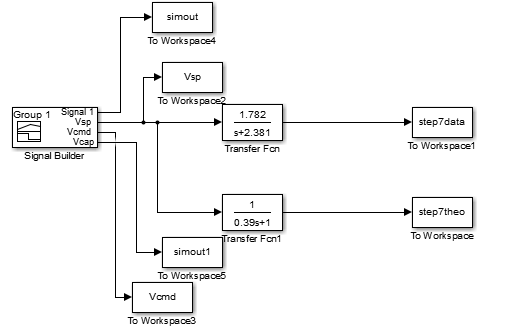 simout
To Workspace4
Vsp
To Workspace2
Group 1
Signal 1
Vsp
Vcmd
Vcap
Signal Builder
1.782
s+2.381
Transfer Fcn
step7data
To Workspace1
1
0.39s+1
Transfer Fcn1
step7theo
To Workspace
simout1
To Workspace5
Vcmd
To Workspace3